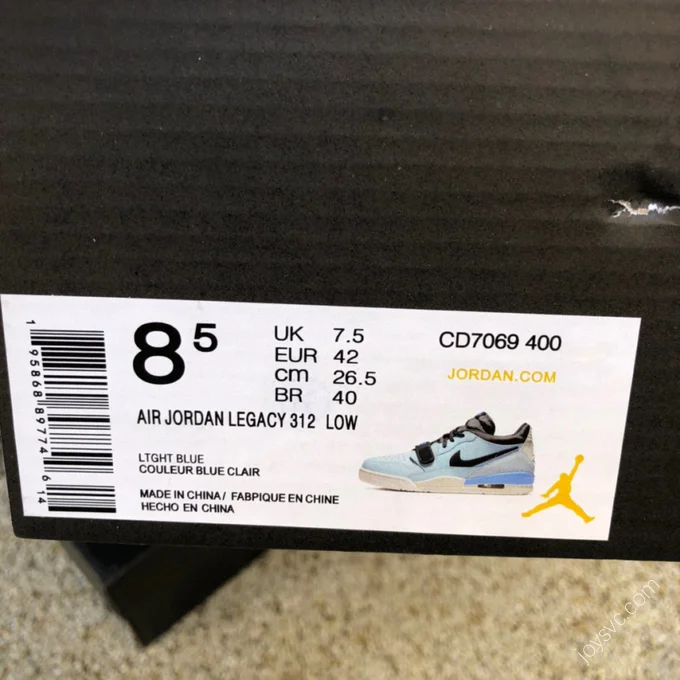 1 95868 89774 6 14
8 5
UK 7.5
EUR 42
cm 26.5
BR 40
CD7069 400
JORDAN.COM
AIR JORDAN LEGACY 312 LOW
LTGHT BLUE
COULEUR BLUE CLAIR
MADE IN CHINA/ FABPIQUE EN CHINE
HECHO EN CHINA
joysvc.com